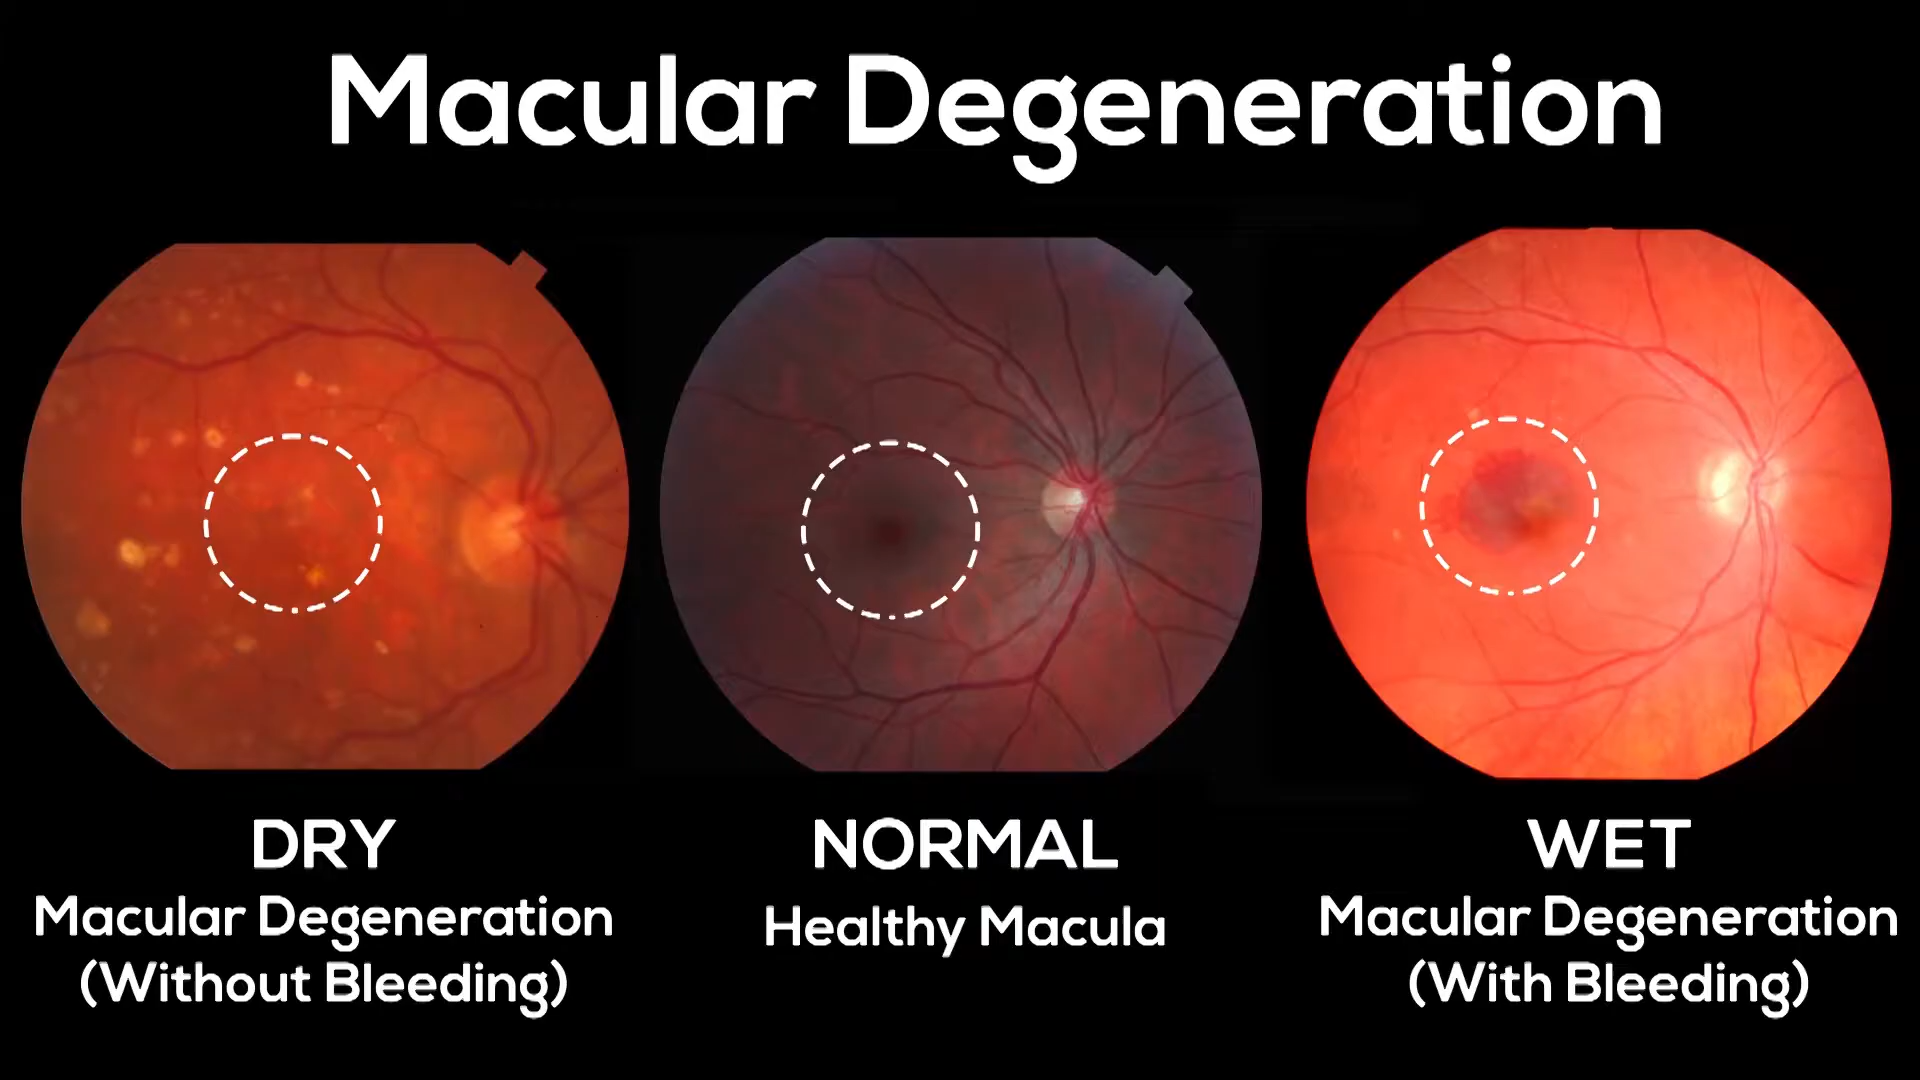 Macular Degeneration
DRY
Macular Degeneration
(Without Bleeding)
NORMAL
Healthy Macula
WET
Macular Degeneration
(With Bleeding)